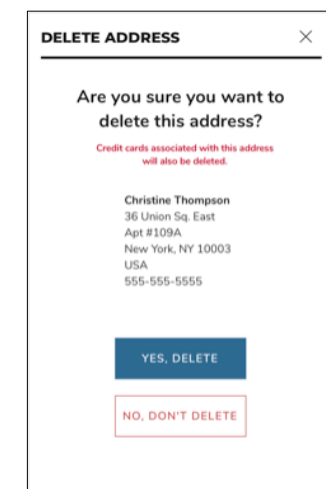 DELETE ADDRESS
Are you sure you want to
delete this address?
Credit cards associated with this address
will also be deleted.
Christine Thompson
36 Union Sq. East
Apt #109A
New York, NY 10003
USA
555-555-5555
YES, DELETE
NO, DON'T DELETE